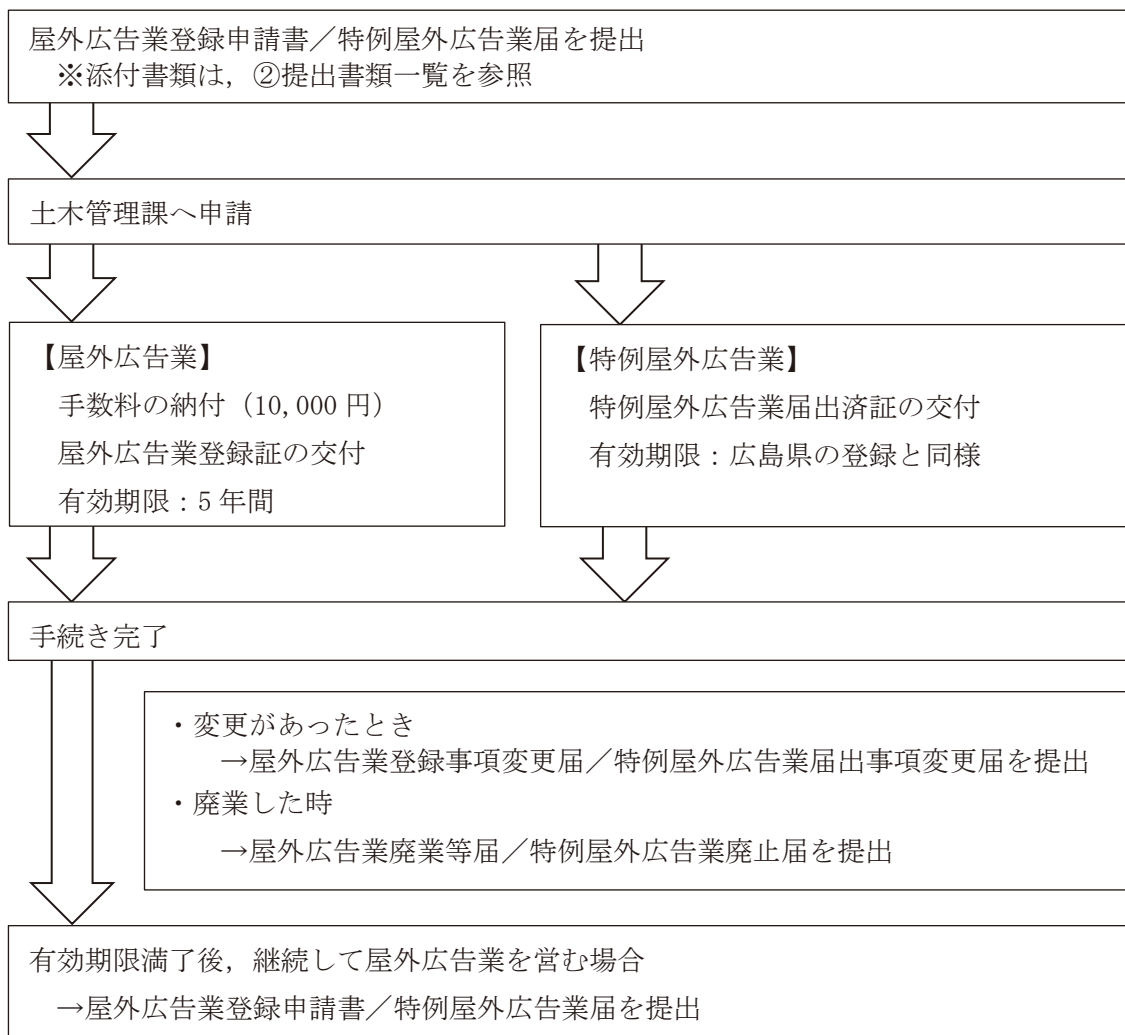 屋外広告業登録申請書／特例屋外広告業届を提出
※添付書類は，②提出書類一覧を参照
土木管理課へ申請
【屋外広告業】
手数料の納付（10,000 円）
屋外広告業登録証の交付
有効期限：5 年間
【特例屋外広告業】
特例屋外広告業届出済証の交付
有効期限：広島県の登録と同様
手続き完了
・変更があったとき
→屋外広告業登録事項変更届／特例屋外広告業届出事項変更届を提出
・廃業した時
→屋外広告業廃業等届／特例屋外広告業廃止届を提出
有効期限満了後，継続して屋外広告業を営む場合
→屋外広告業登録申請書／特例屋外広告業届を提出